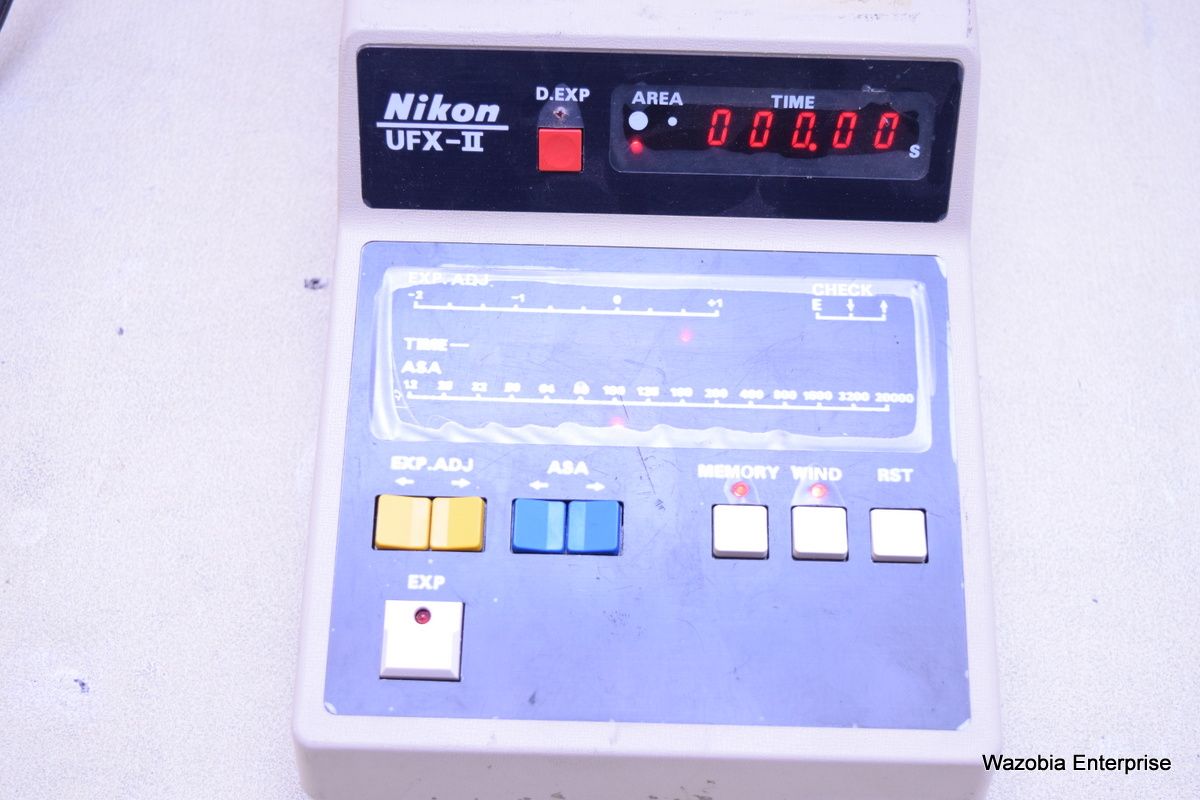 Nikon
UFX-II
D.EXP
AREA
TIME
000.00
S
EXP.ADJ.
-2 -1 0 +1
CHECK
E
TIME
ASA
12 25 32 50 64 80 100 125 160 200 400 800 1600 3200 20000
EXP.ADJ
ASA
MEMORY
WIND
RST
EXP
Wazobia Enterprise